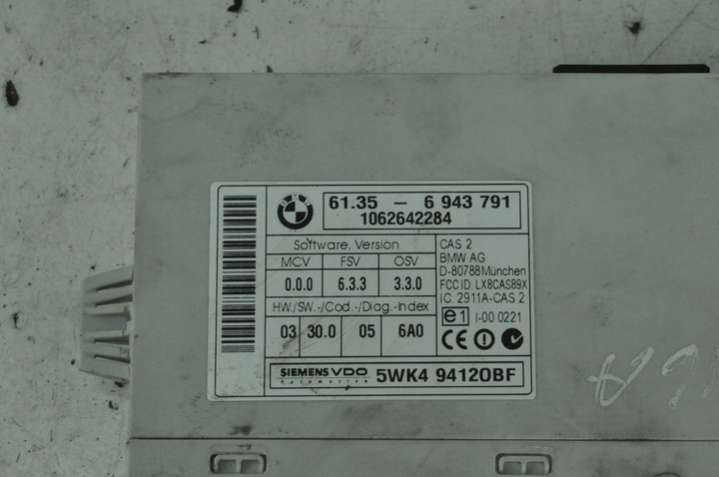 61.35 - 6 943 791
1062642284
Software, Version
MCV FSV OSV
0.0.0 6.3.3 3.3.0
HW./SW.-/Cod.-/Diag.-Index
03 30.0 05 6A0
CAS 2
BMW AG
D-80788München
FCC ID LX8CAS89X
IC 2911A-CAS 2
e1 I-00 0221
CE
SIEMENS VDO
Automotive
5WK4 94120BF